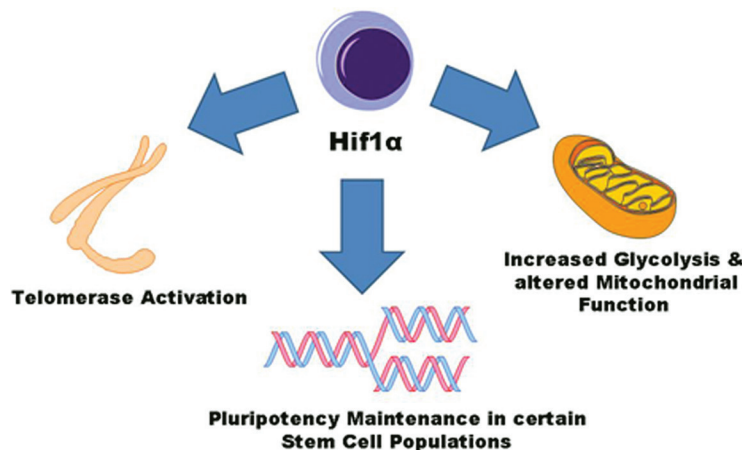 Hif1α
Telomerase Activation
Increased Glycolysis &
altered Mitochondrial
Function
Pluripotency Maintenance in certain
Stem Cell Populations